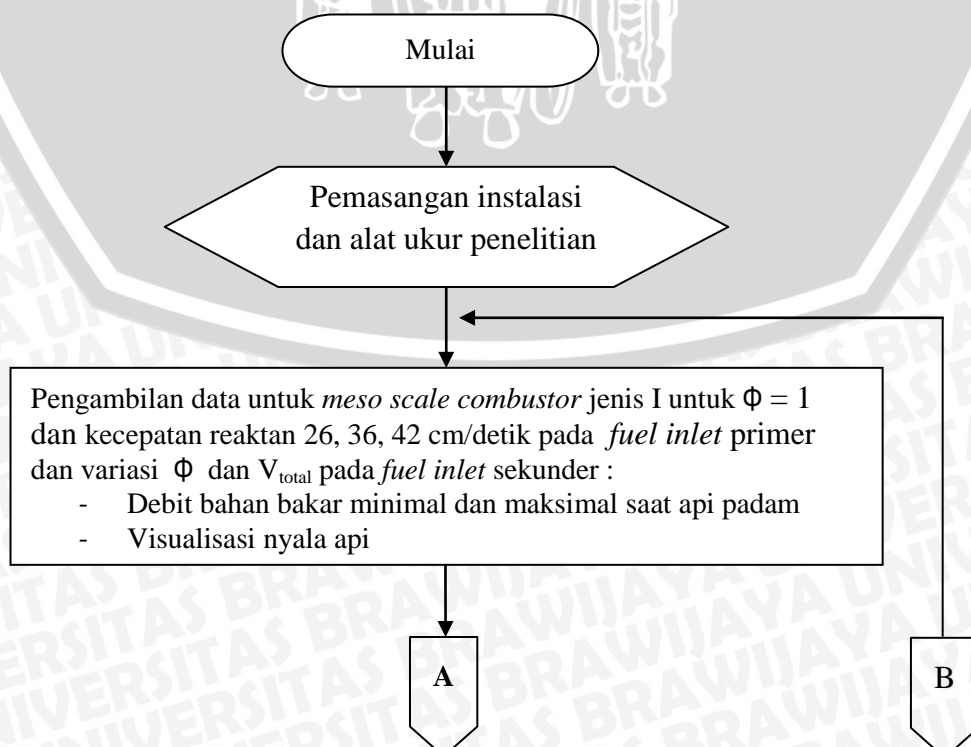 Mulai
Pemasangan instalasi
dan alat ukur penelitian
Pengambilan data untuk meso scale combustor jenis I untuk Φ = 1
dan kecepatan reaktan 26, 36, 42 cm/detik pada fuel inlet primer
dan variasi Φ dan Vtotal pada fuel inlet sekunder :
- Debit bahan bakar minimal dan maksimal saat api padam
- Visualisasi nyala api
A
B